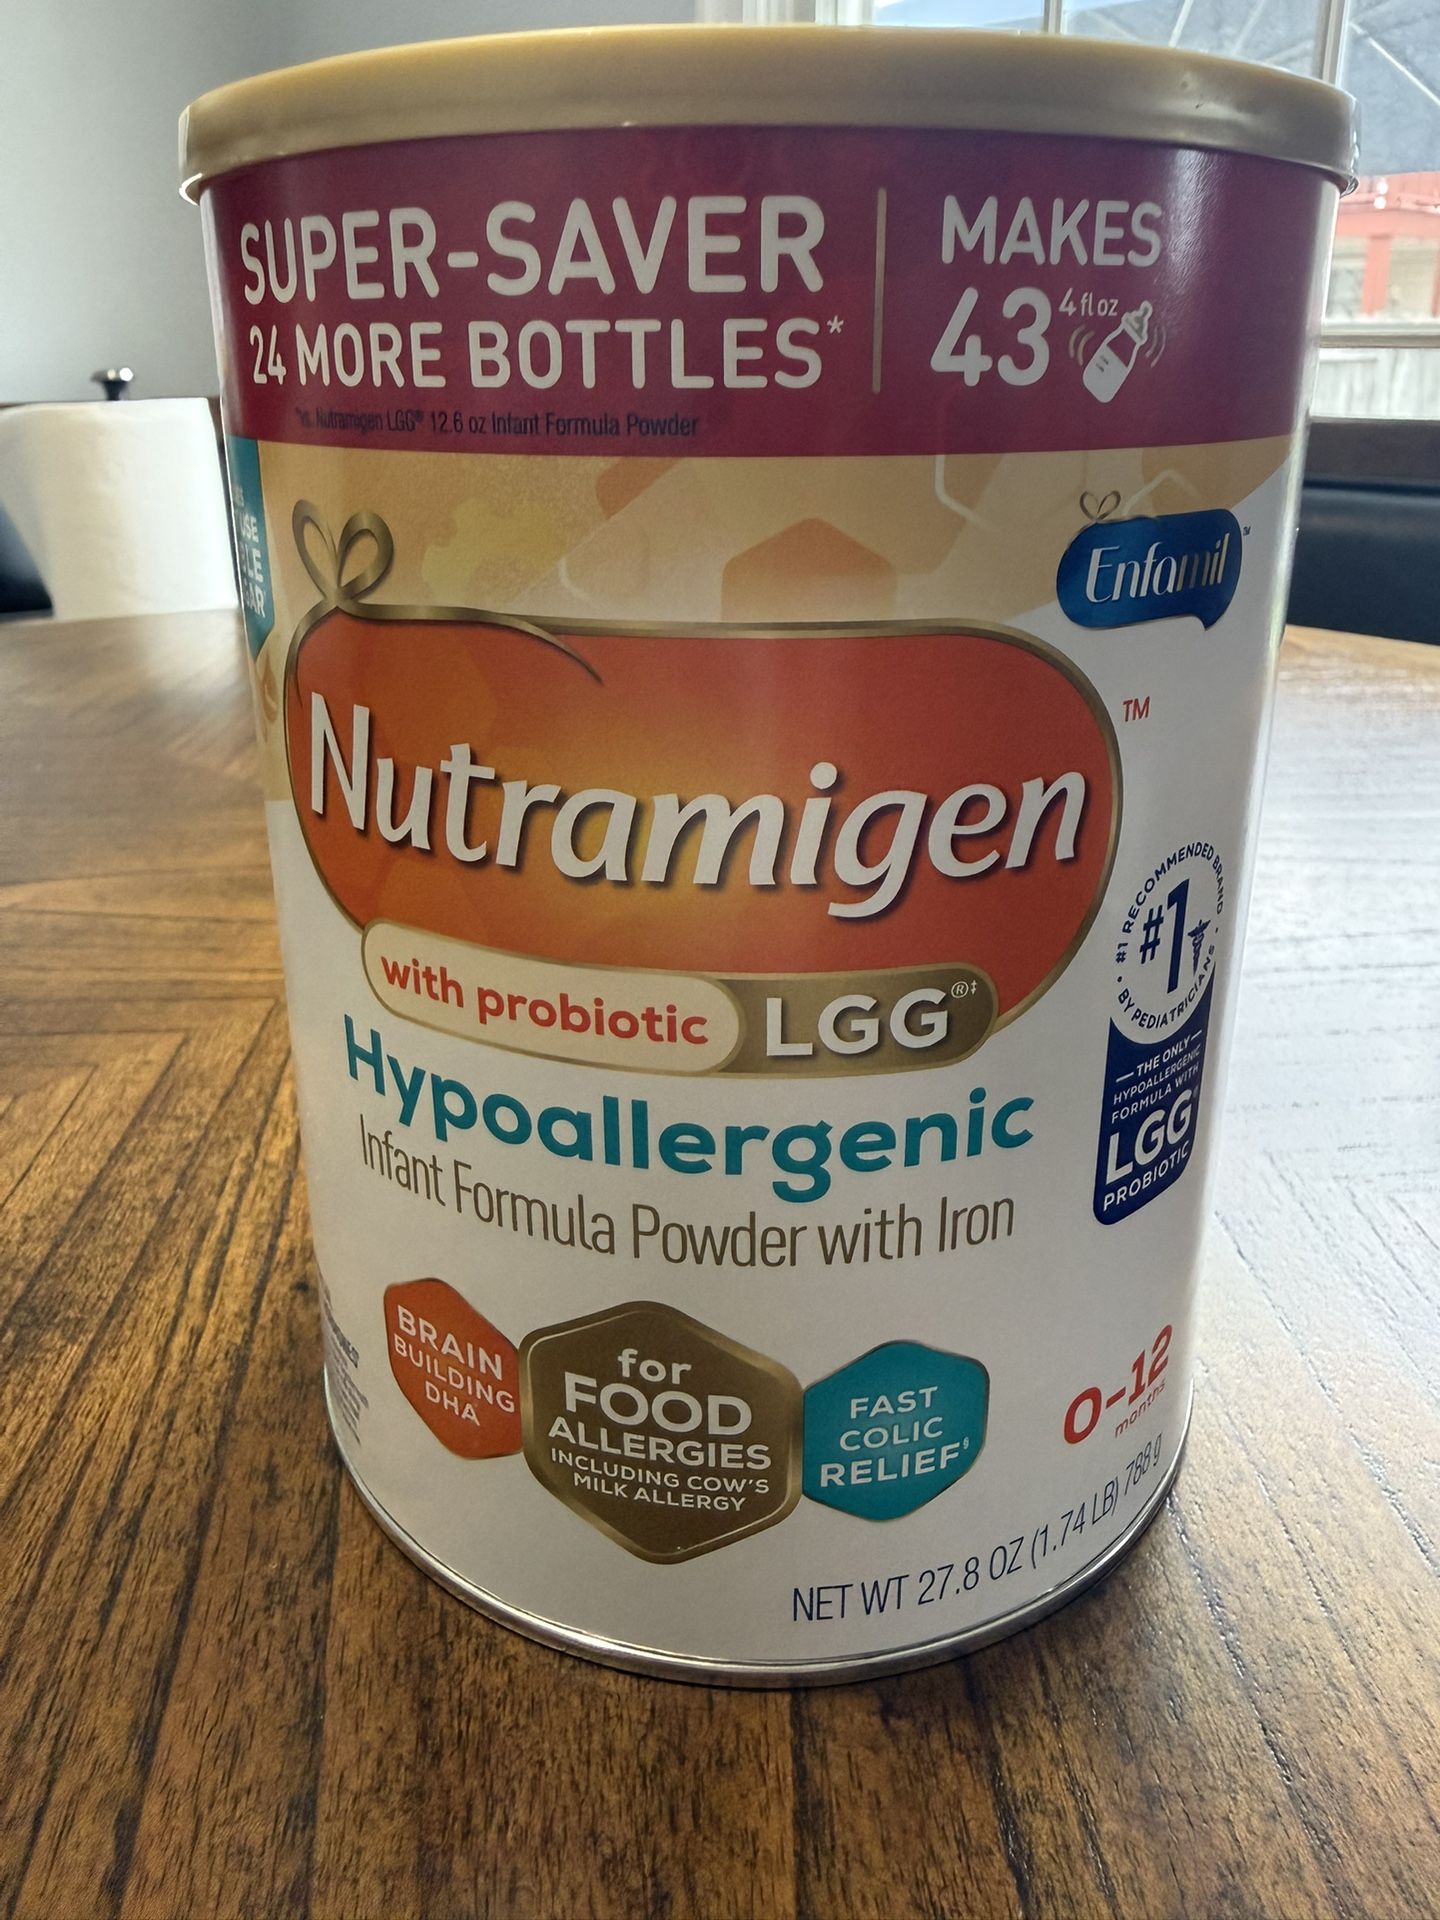 SUPER-SAVER
24 MORE BOTTLES*
*vs. Nutramigen LGG® 12.6 oz Infant Formula Powder
MAKES
43 4 fl oz
USE
Enfamil™
Nutramigen™
with probiotic LGG®‡
Hypoallergenic
Infant Formula Powder with Iron
• #1 RECOMMENDED BRAND •
BY PEDIATRICIANS
#1
— THE ONLY —
HYPOALLERGENIC
FORMULA WITH
LGG®
PROBIOTIC
BRAIN
BUILDING
DHA
for
FOOD
ALLERGIES
INCLUDING COW'S
MILK ALLERGY
FAST
COLIC
RELIEF§
0-12
months
NET WT 27.8 OZ (1.74 LB) 788 g